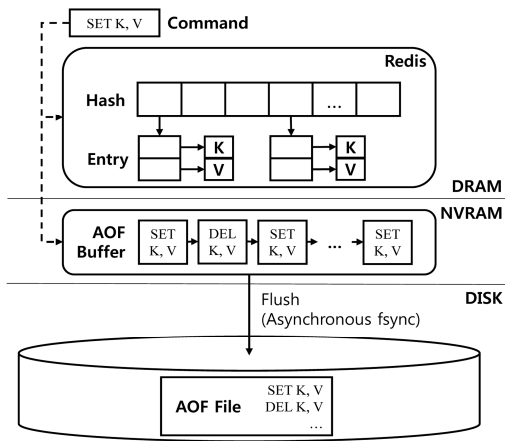 SET K, V
Command
Redis
Hash
...
Entry
K
V
K
V
DRAM
NVRAM
AOF
Buffer
SET
K, V
DEL
K, V
SET
K, V
...
SET
K, V
DISK
Flush
(Asynchronous fsync)
AOF File
SET K, V
DEL K, V
...